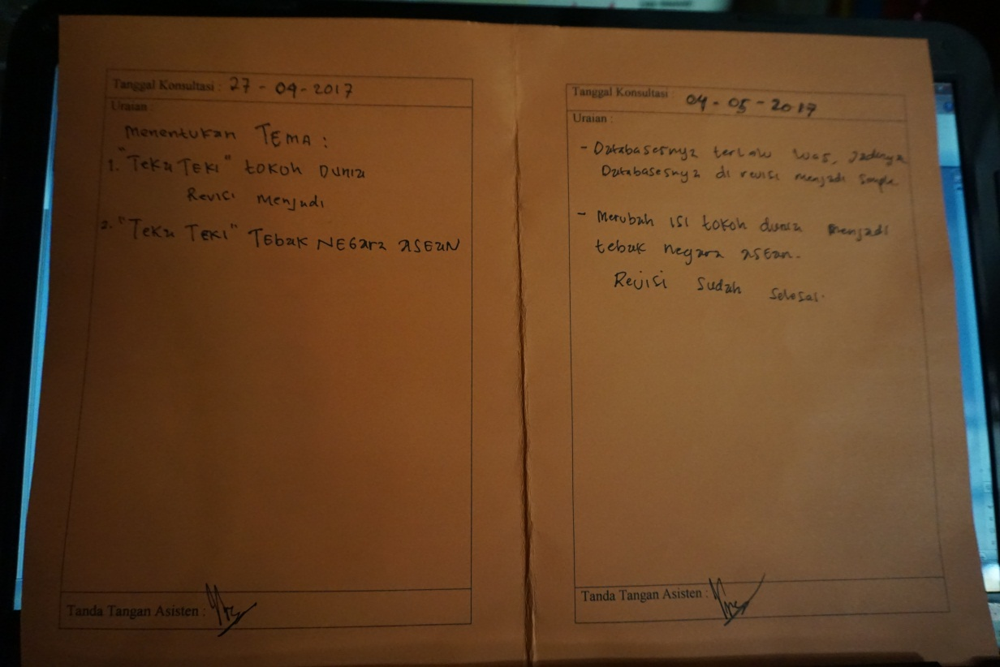 Tanggal Konsultasi : 27 - 04 - 2017
Uraian :
Menentukan TEMA :
1. "TEKA TEKI" tokoh DUNIA
Revisi Menjadi
2. "TEKA TEKI" TEbak NEGARA ASEAN
Tanda Tangan Asisten :
Tanggal Konsultasi : 04 - 05 - 2017
Uraian :
- Databasesnya terlalu luas, Jadinya
Databasesnya di revisi menjadi simple.
- Merubah isi tokoh dunia menjadi
tebak negara asean.
Revisi Sudah Selesai.
Tanda Tangan Asisten :